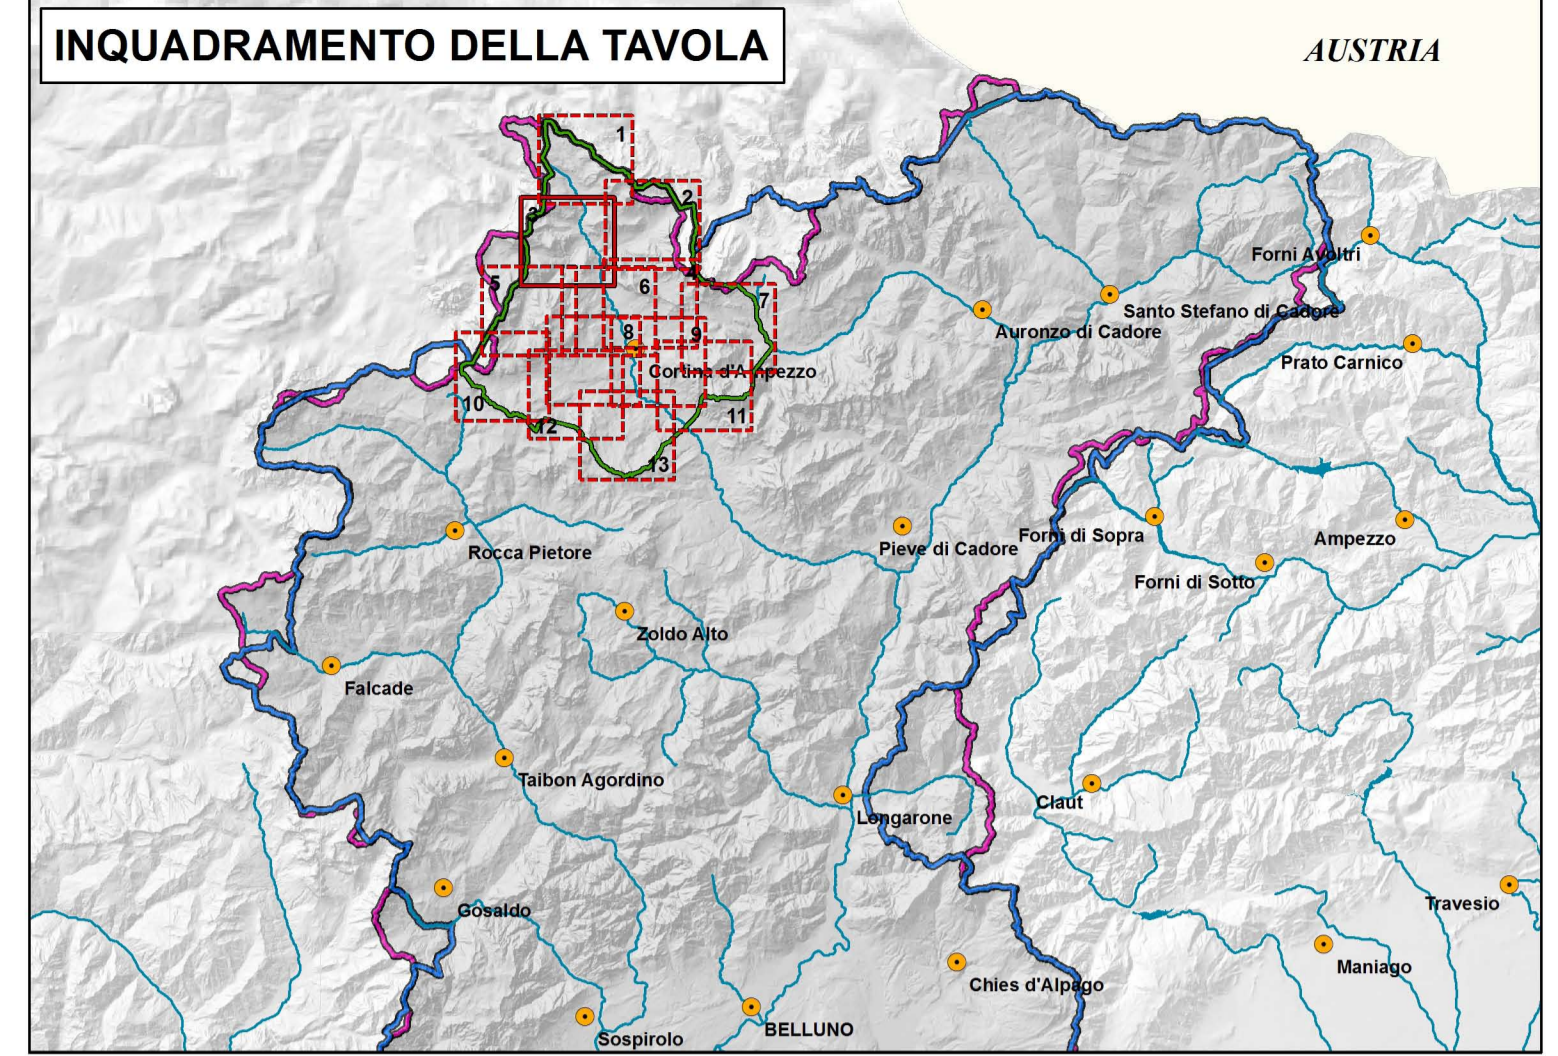 INQUADRAMENTO DELLA TAVOLA
AUSTRIA
1
2
3
Forni Avoltri
4
5
6
7
Santo Stefano di Cadore
Auronzo di Cadore
8
9
Prato Carnico
Cortina d'Ampezzo
10
11
12
13
Rocca Pietore
Pieve di Cadore
Forni di Sopra
Ampezzo
Forni di Sotto
Zoldo Alto
Falcade
Taibon Agordino
Claut
Longarone
Gosaldo
Travesio
Maniago
Chies d'Alpago
BELLUNO
Sospirolo